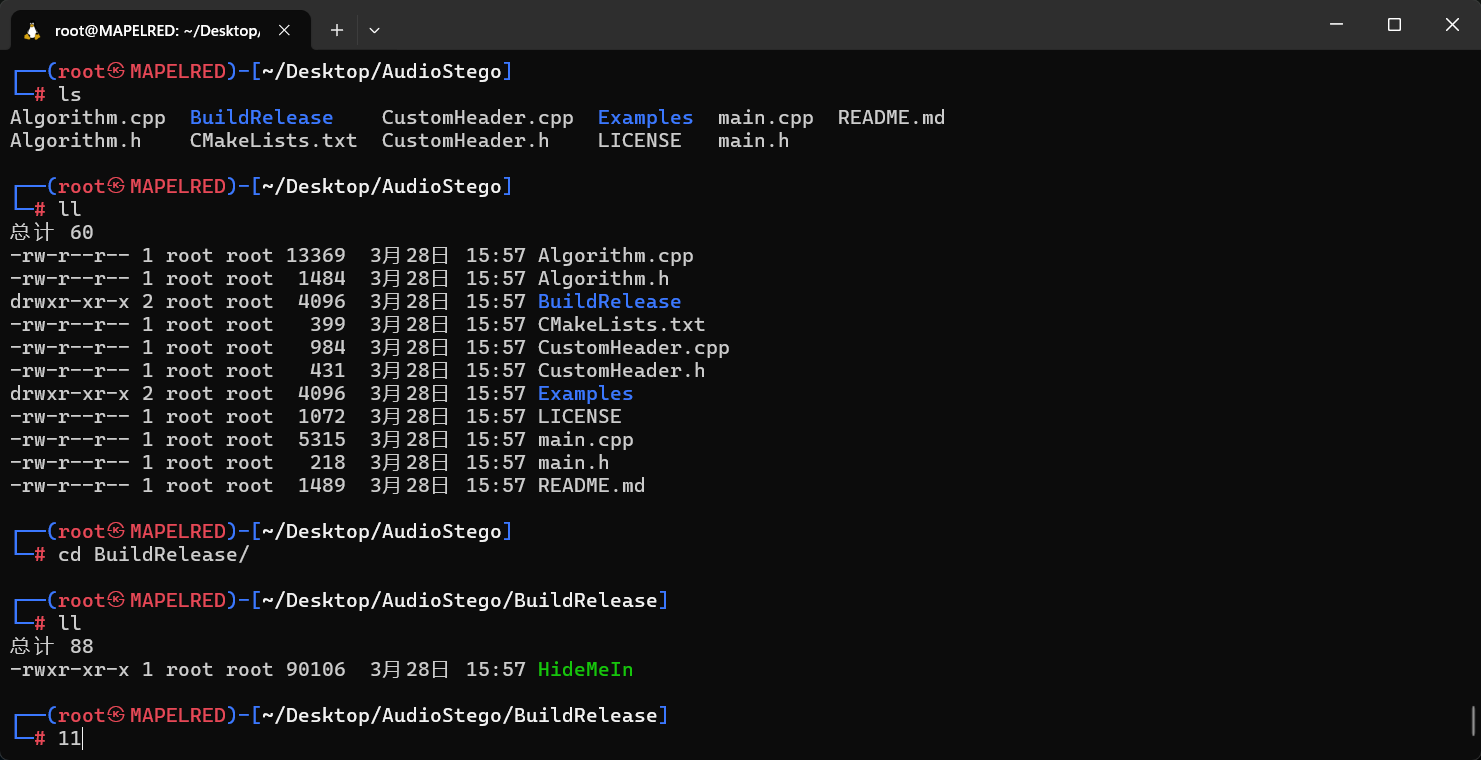 root@MAPELRED: ~/Desktop/
┌──(root㉿MAPELRED)-[~/Desktop/AudioStego]
└─# ls
Algorithm.cpp  BuildRelease    CustomHeader.cpp  Examples  main.cpp  README.md
Algorithm.h    CMakeLists.txt  CustomHeader.h    LICENSE   main.h
┌──(root㉿MAPELRED)-[~/Desktop/AudioStego]
└─# ll
总计 60
-rw-r--r-- 1 root root 13369  3月28日 15:57 Algorithm.cpp
-rw-r--r-- 1 root root  1484  3月28日 15:57 Algorithm.h
drwxr-xr-x 2 root root  4096  3月28日 15:57 BuildRelease
-rw-r--r-- 1 root root   399  3月28日 15:57 CMakeLists.txt
-rw-r--r-- 1 root root   984  3月28日 15:57 CustomHeader.cpp
-rw-r--r-- 1 root root   431  3月28日 15:57 CustomHeader.h
drwxr-xr-x 2 root root  4096  3月28日 15:57 Examples
-rw-r--r-- 1 root root  1072  3月28日 15:57 LICENSE
-rw-r--r-- 1 root root  5315  3月28日 15:57 main.cpp
-rw-r--r-- 1 root root   218  3月28日 15:57 main.h
-rw-r--r-- 1 root root  1489  3月28日 15:57 README.md
┌──(root㉿MAPELRED)-[~/Desktop/AudioStego]
└─# cd BuildRelease/
┌──(root㉿MAPELRED)-[~/Desktop/AudioStego/BuildRelease]
└─# ll
总计 88
-rwxr-xr-x 1 root root 90106  3月28日 15:57 HideMeIn
┌──(root㉿MAPELRED)-[~/Desktop/AudioStego/BuildRelease]
└─# 11